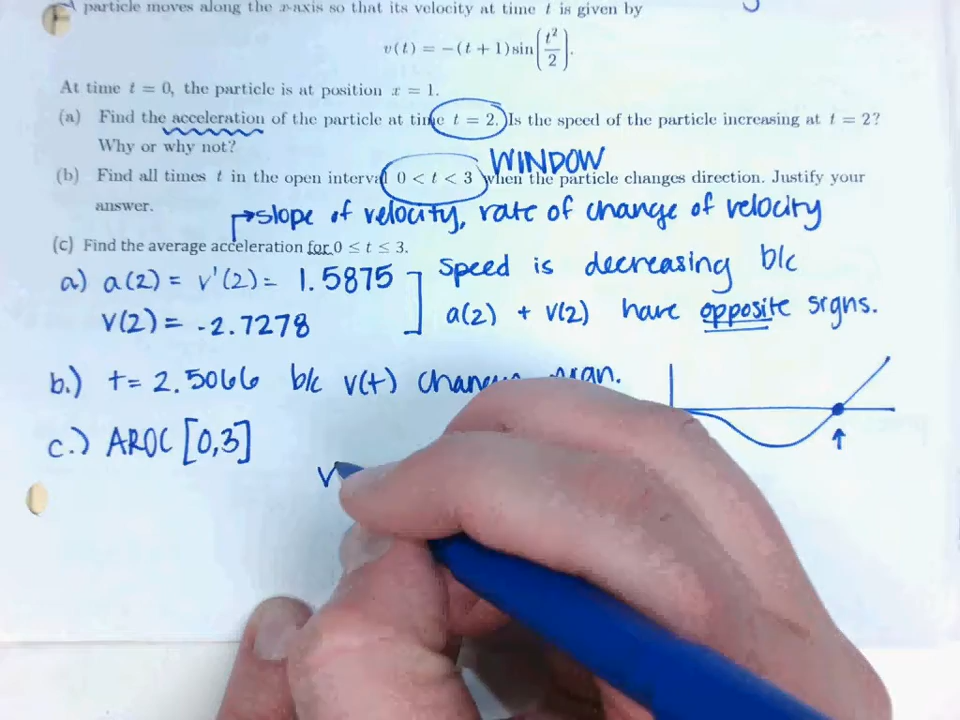 particle moves along the x-axis so that its velocity at time t is given by
v(t) = −(t + 1)sin(t²/2).
At time t = 0, the particle is at position x = 1.
(a) Find the acceleration of the particle at time t = 2. Is the speed of the particle increasing at t = 2?
Why or why not?
WINDOW
(b) Find all times t in the open interval 0 < t < 3 when the particle changes direction. Justify your
answer.
→slope of velocity, rate of change of velocity
(c) Find the average acceleration for 0 ≤ t ≤ 3.
a) a(2) = v'(2) = 1.5875 ] speed is decreasing b/c
v(2) = -2.7278 a(2) + v(2) have opposite signs.
b.) t = 2.5066 b/c v(t) sign.
c.) AROC [0,3]
v